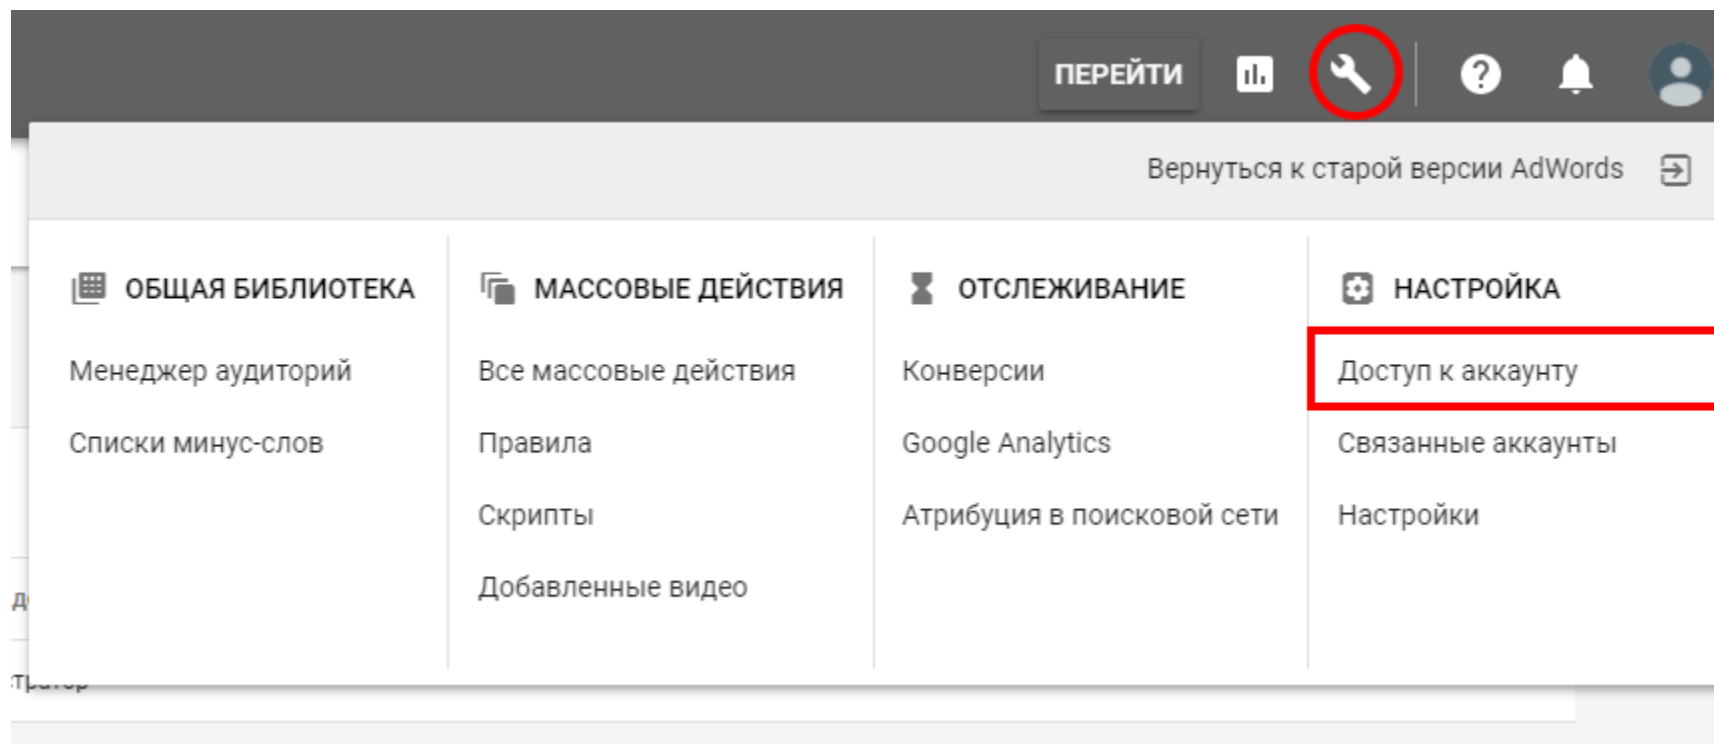 ПЕРЕЙТИ
Вернуться к старой версии AdWords
ОБЩАЯ БИБЛИОТЕКА
Менеджер аудиторий
Списки минус-слов
МАССОВЫЕ ДЕЙСТВИЯ
Все массовые действия
Правила
Скрипты
Добавленные видео
ОТСЛЕЖИВАНИЕ
Конверсии
Google Analytics
Атрибуция в поисковой сети
НАСТРОЙКА
Доступ к аккаунту
Связанные аккаунты
Настройки